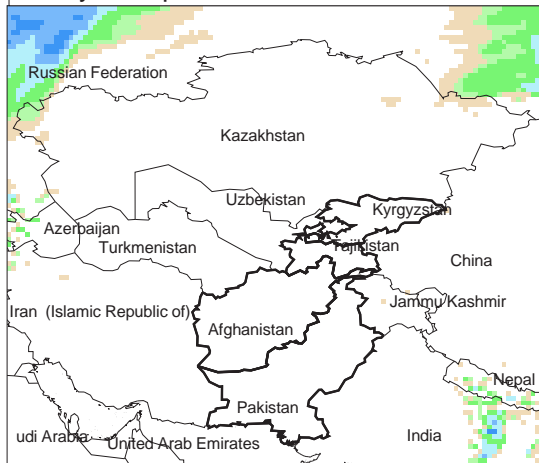 Russian Federation
Kazakhstan
Uzbekistan
Kyrgyzstan
Azerbaijan
Turkmenistan
Tajikistan
China
Iran (Islamic Republic of)
Jammu/Kashmir
Afghanistan
Nepal
Pakistan
udi Arabia
United Arab Emirates
India